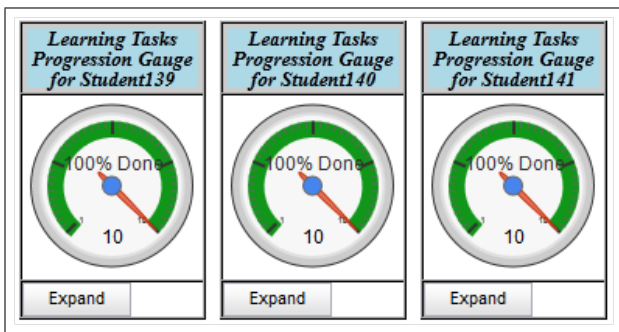 Learning Tasks
Progression Gauge
for Student139
100% Done
1
10
Expand
Learning Tasks
Progression Gauge
for Student140
100% Done
1
10
Expand
Learning Tasks
Progression Gauge
for Student141
100% Done
1
10
Expand